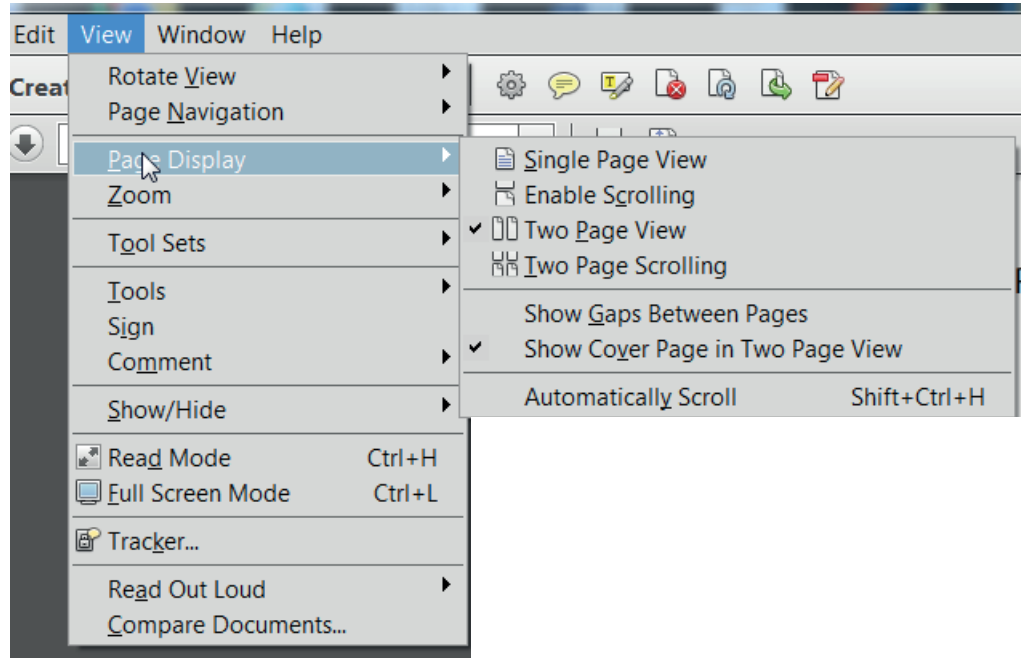 Edit View Window Help
Creat
Rotate View
Page Navigation
Page Display
Zoom
Tool Sets
Tools
Sign
Comment
Show/Hide
Read Mode Ctrl+H
Full Screen Mode Ctrl+L
Tracker...
Read Out Loud
Compare Documents...
Single Page View
Enable Scrolling
Two Page View
Two Page Scrolling
Show Gaps Between Pages
Show Cover Page in Two Page View
Automatically Scroll Shift+Ctrl+H